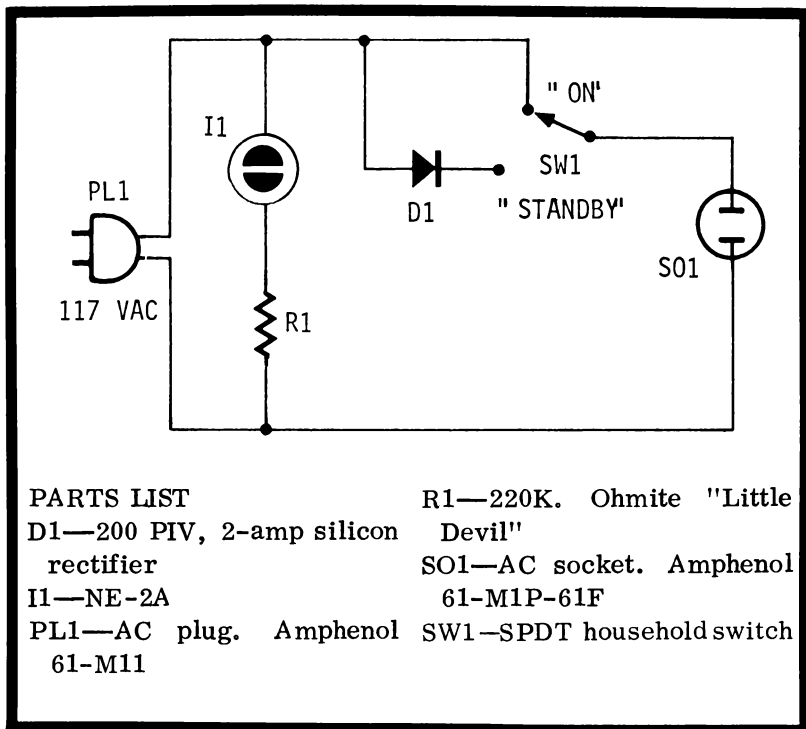 "ON"
I1
SW1
PL1
D1
"STANDBY"
SO1
117 VAC
R1
PARTS LIST
D1—200 PIV, 2-amp silicon
rectifier
I1—NE-2A
PL1—AC plug. Amphenol
61-M11
R1—220K. Ohmite "Little
Devil"
SO1—AC socket. Amphenol
61-M1P-61F
SW1—SPDT household switch